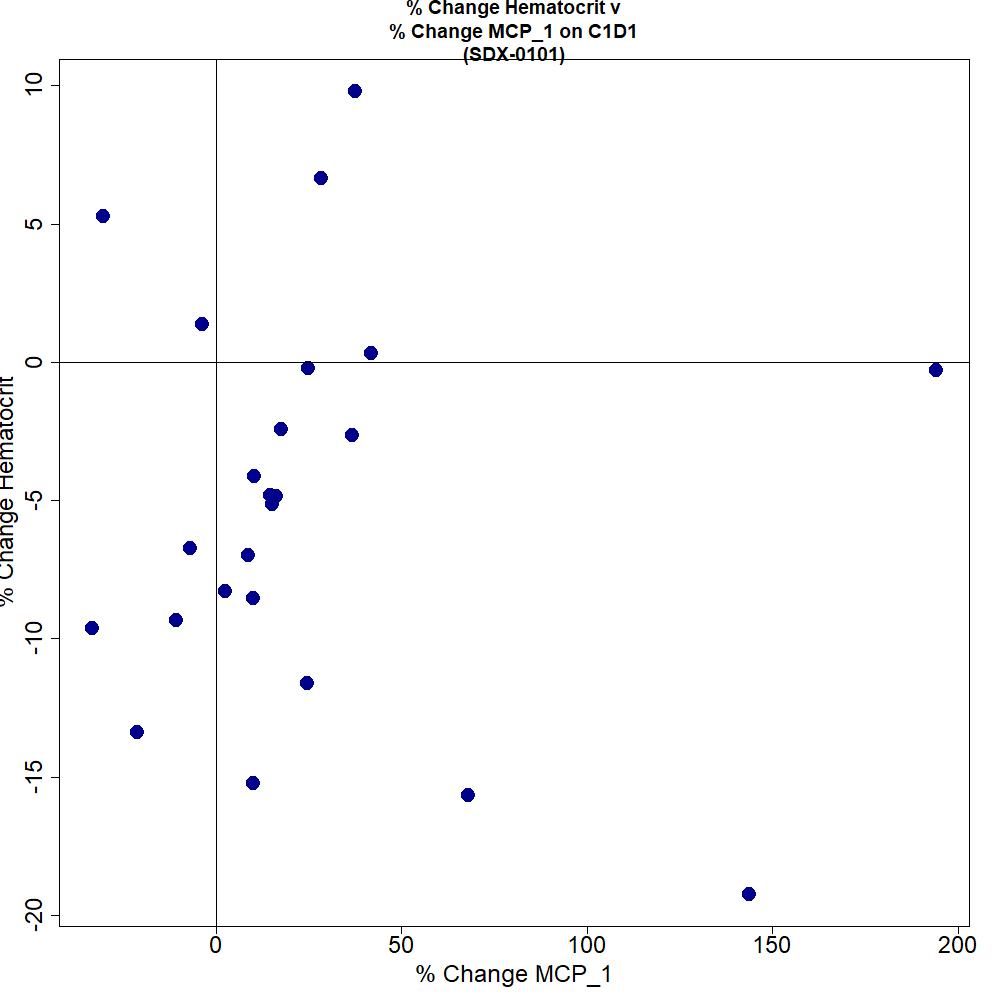 % Change Hematocrit v
% Change MCP_1 on C1D1
(SDX-0101)
10
5
0
-5
-10
-15
-20
% Change Hematocrit
0
50
100
150
200
% Change MCP_1